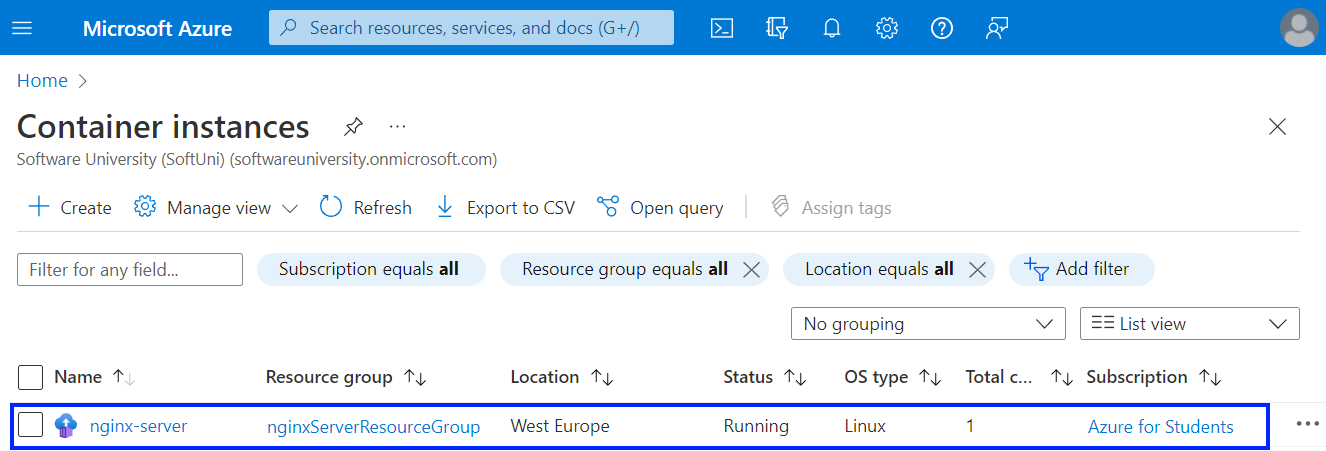 Microsoft Azure Search resources, services, and docs (G+/)
Home
Container instances ...
Software University (SoftUni) (softwareuniversity.onmicrosoft.com)
Create Manage view Refresh Export to CSV Open query Assign tags
Filter for any field... Subscription equals all Resource group equals all Location equals all Add filter
No grouping List view
Name Resource group Location Status OS type Total c... Subscription
nginx-server nginxServerResourceGroup West Europe Running Linux 1 Azure for Students ...